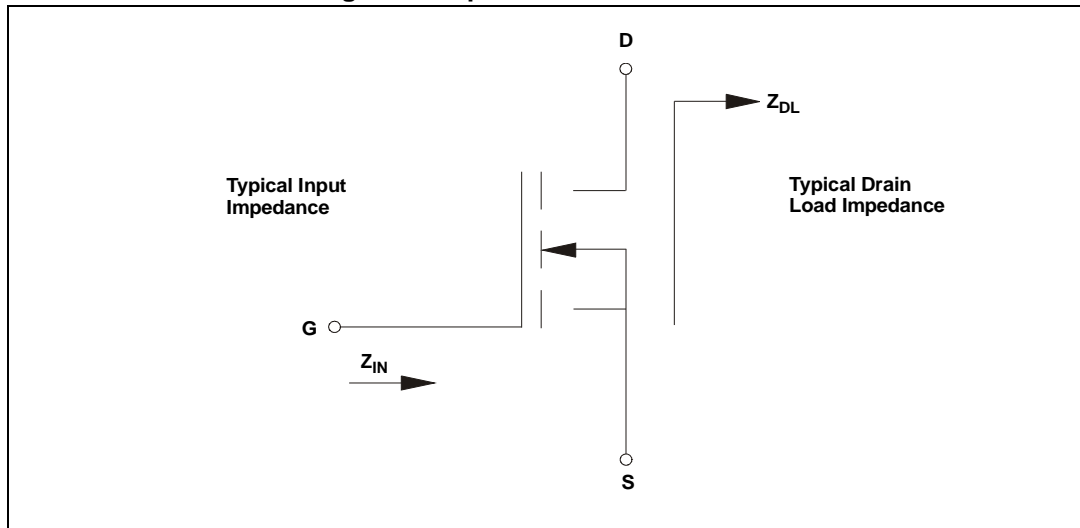 D
Z_DL
Typical Input
Impedance
Typical Drain
Load Impedance
G
Z_IN
S